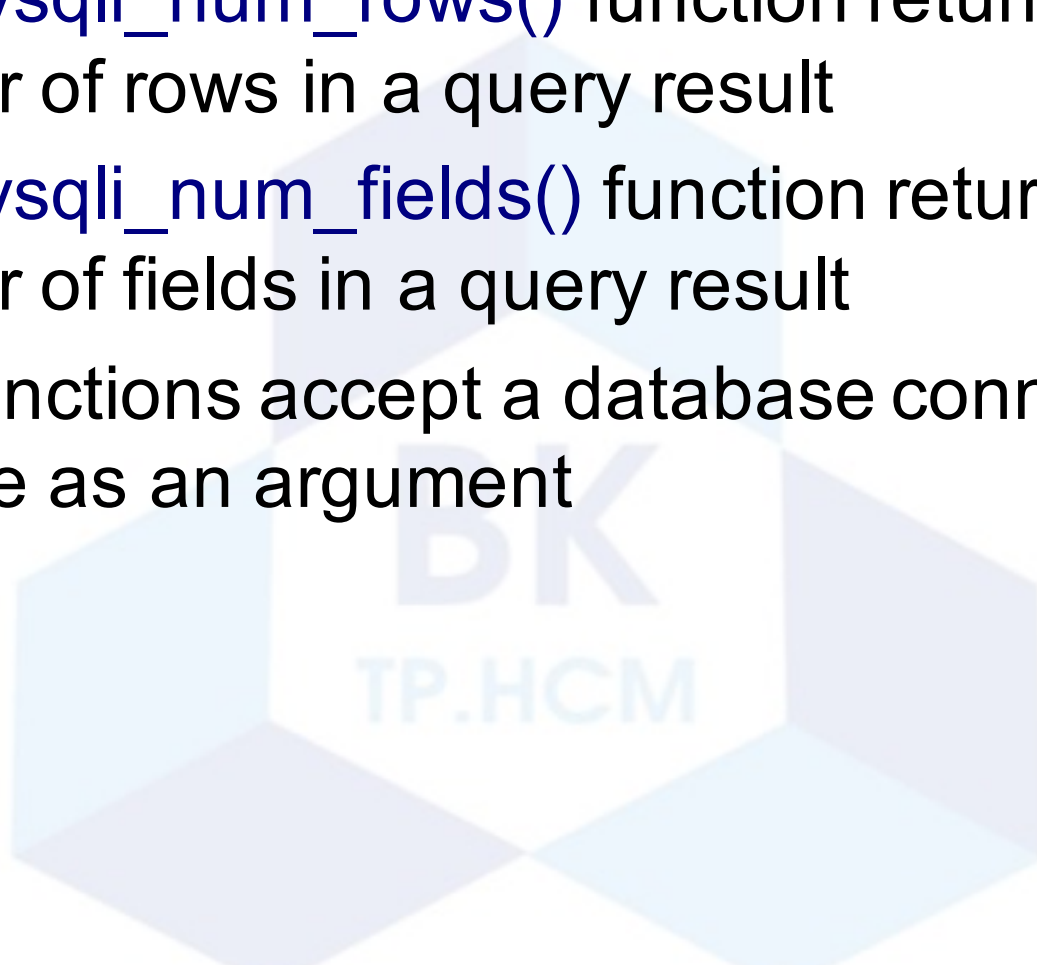 ysqli_num_rows() function return
r of rows in a query result
ysqli_num_fields() function retur
r of fields in a query result
nctions accept a database conn
e as an argument
BK
TP.HCM